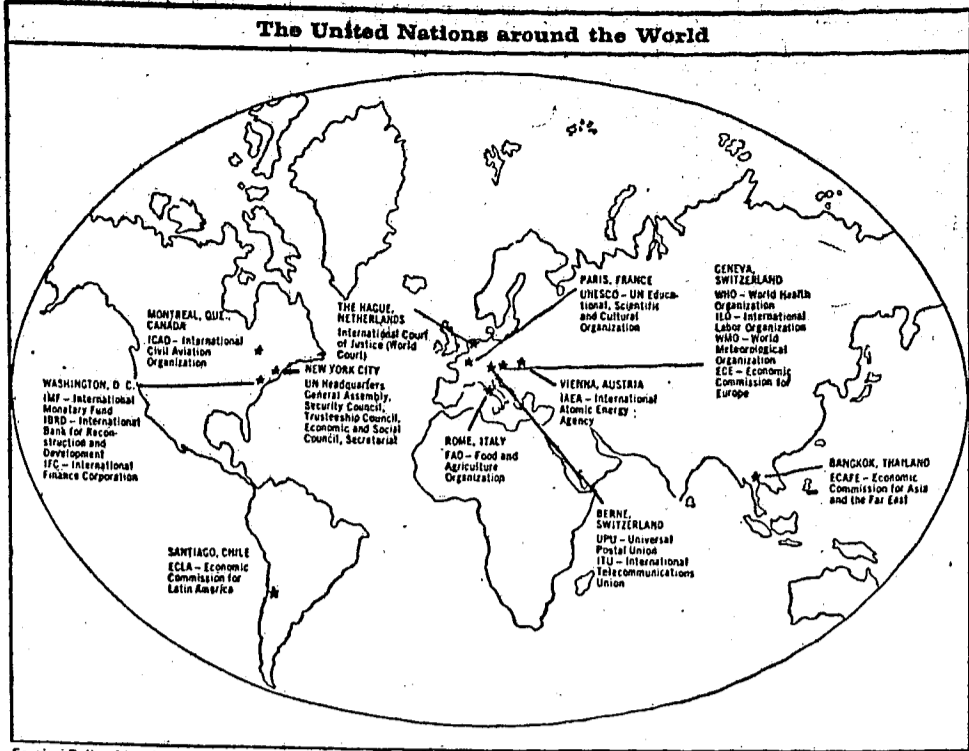 The United Nations around the World
MONTREAL, QUE.,
CANADA
ICAO – International
Civil Aviation
Organization
WASHINGTON, D C.
IMF – International
Monetary Fund
IBRD – International
Bank for Recon-
struction and
Development
IFC – International
Finance Corporation
THE HAGUE,
NETHERLANDS
International Court
of Justice (World
Court)
NEW YORK CITY
UN Headquarters
General Assembly,
Security Council,
Trusteeship Council,
Economic and Social
Council, Secretariat
SANTIAGO, CHILE
ECLA – Economic
Commission for
Latin America
PARIS, FRANCE
UNESCO – UN Educa-
tional, Scientific
and Cultural
Organization
GENEVA,
SWITZERLAND
WHO – World Health
Organization
ILO – International
Labor Organization
WMO – World
Meteorological
Organization
ECE – Economic
Commission for
Europe
VIENNA, AUSTRIA
IAEA – International
Atomic Energy
Agency
ROME, ITALY
FAO – Food and
Agriculture
Organization
BERNE,
SWITZERLAND
UPU – Universal
Postal Union
ITU – International
Telecommunications
Union
BANGKOK, THAILAND
ECAFE – Economic
Commission for Asia
and the Far East